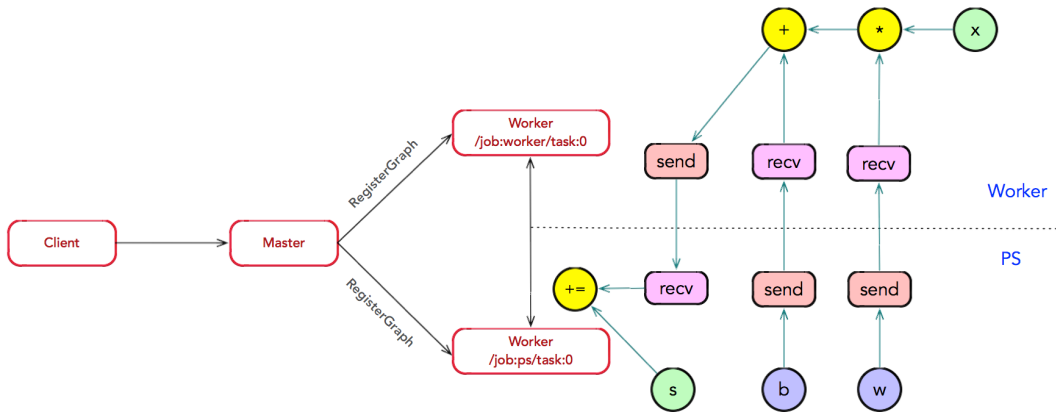 Client
Master
RegisterGraph
RegisterGraph
Worker
/job:worker/task:0
Worker
/job:ps/task:0
+
*
x
send
recv
recv
Worker
PS
+=
recv
send
send
s
b
w